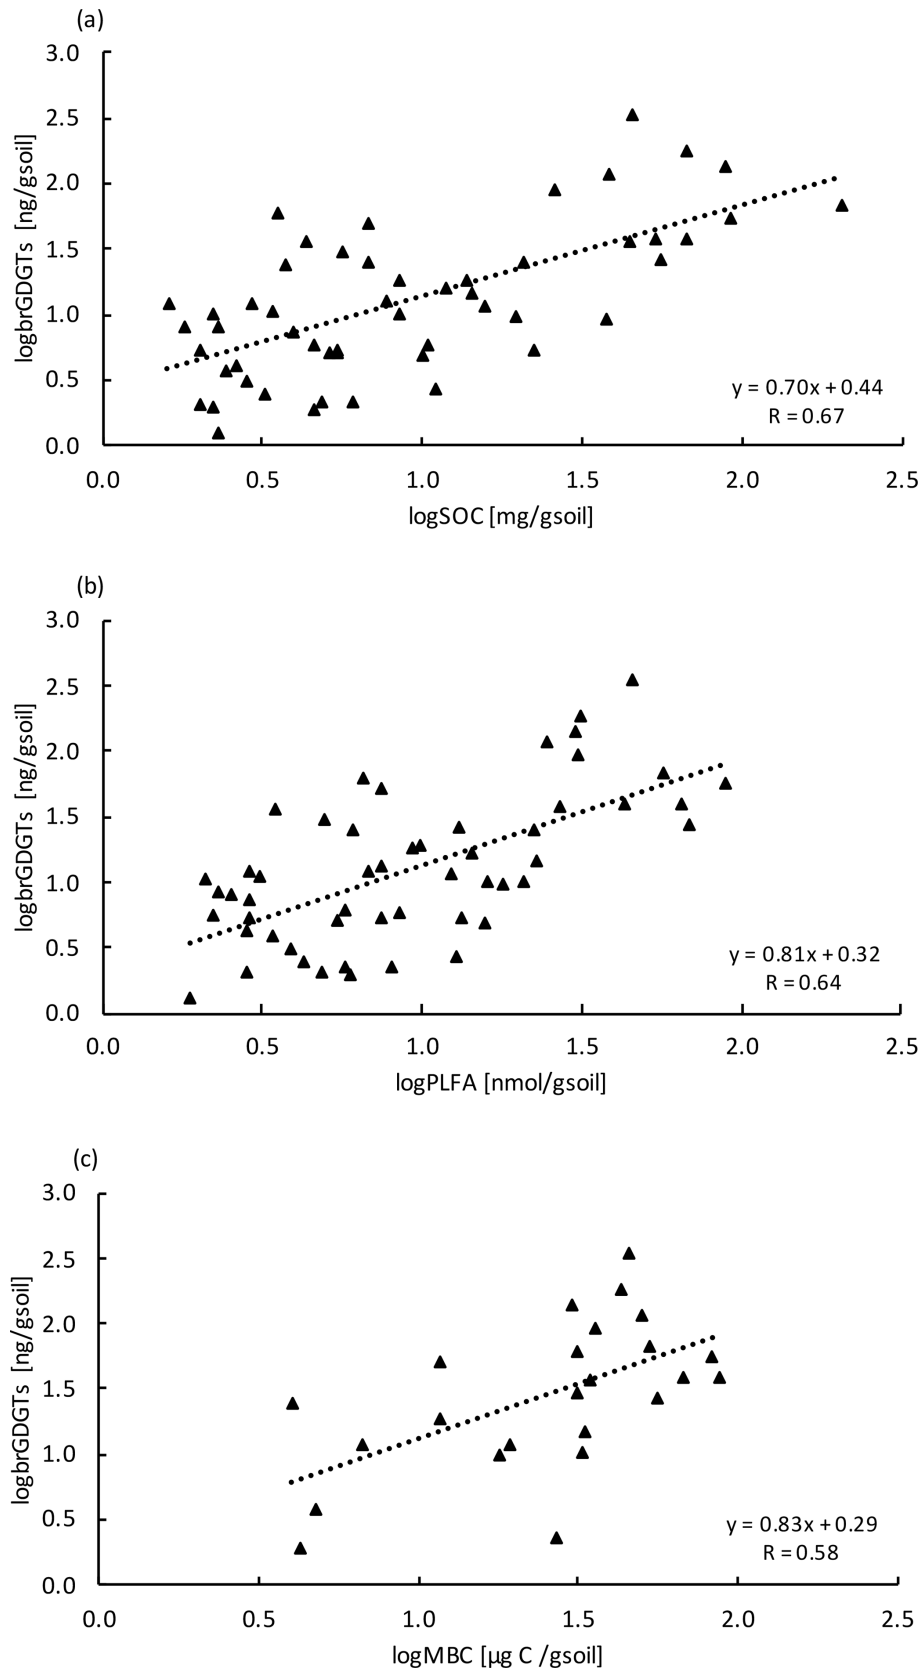 (a)
3.0
2.5
2.0
1.5
1.0
0.5
0.0
logbrGDGTs [ng/gsoil]
y = 0.70x + 0.44
R = 0.67
0.0 0.5 1.0 1.5 2.0 2.5
logSOC [mg/gsoil]
(b)
3.0
2.5
2.0
1.5
1.0
0.5
0.0
logbrGDGTs [ng/gsoil]
y = 0.81x + 0.32
R = 0.64
0.0 0.5 1.0 1.5 2.0 2.5
logPLFA [nmol/gsoil]
(c)
3.0
2.5
2.0
1.5
1.0
0.5
0.0
logbrGDGTs [ng/gsoil]
y = 0.83x + 0.29
R = 0.58
0.0 0.5 1.0 1.5 2.0 2.5
logMBC [µg C /gsoil]